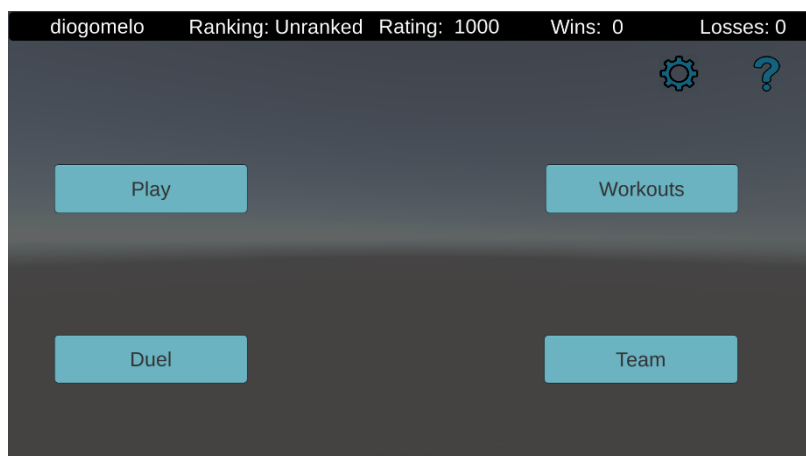 diogomelo Ranking: Unranked Rating: 1000 Wins: 0 Losses: 0
?
Play Workouts
Duel Team